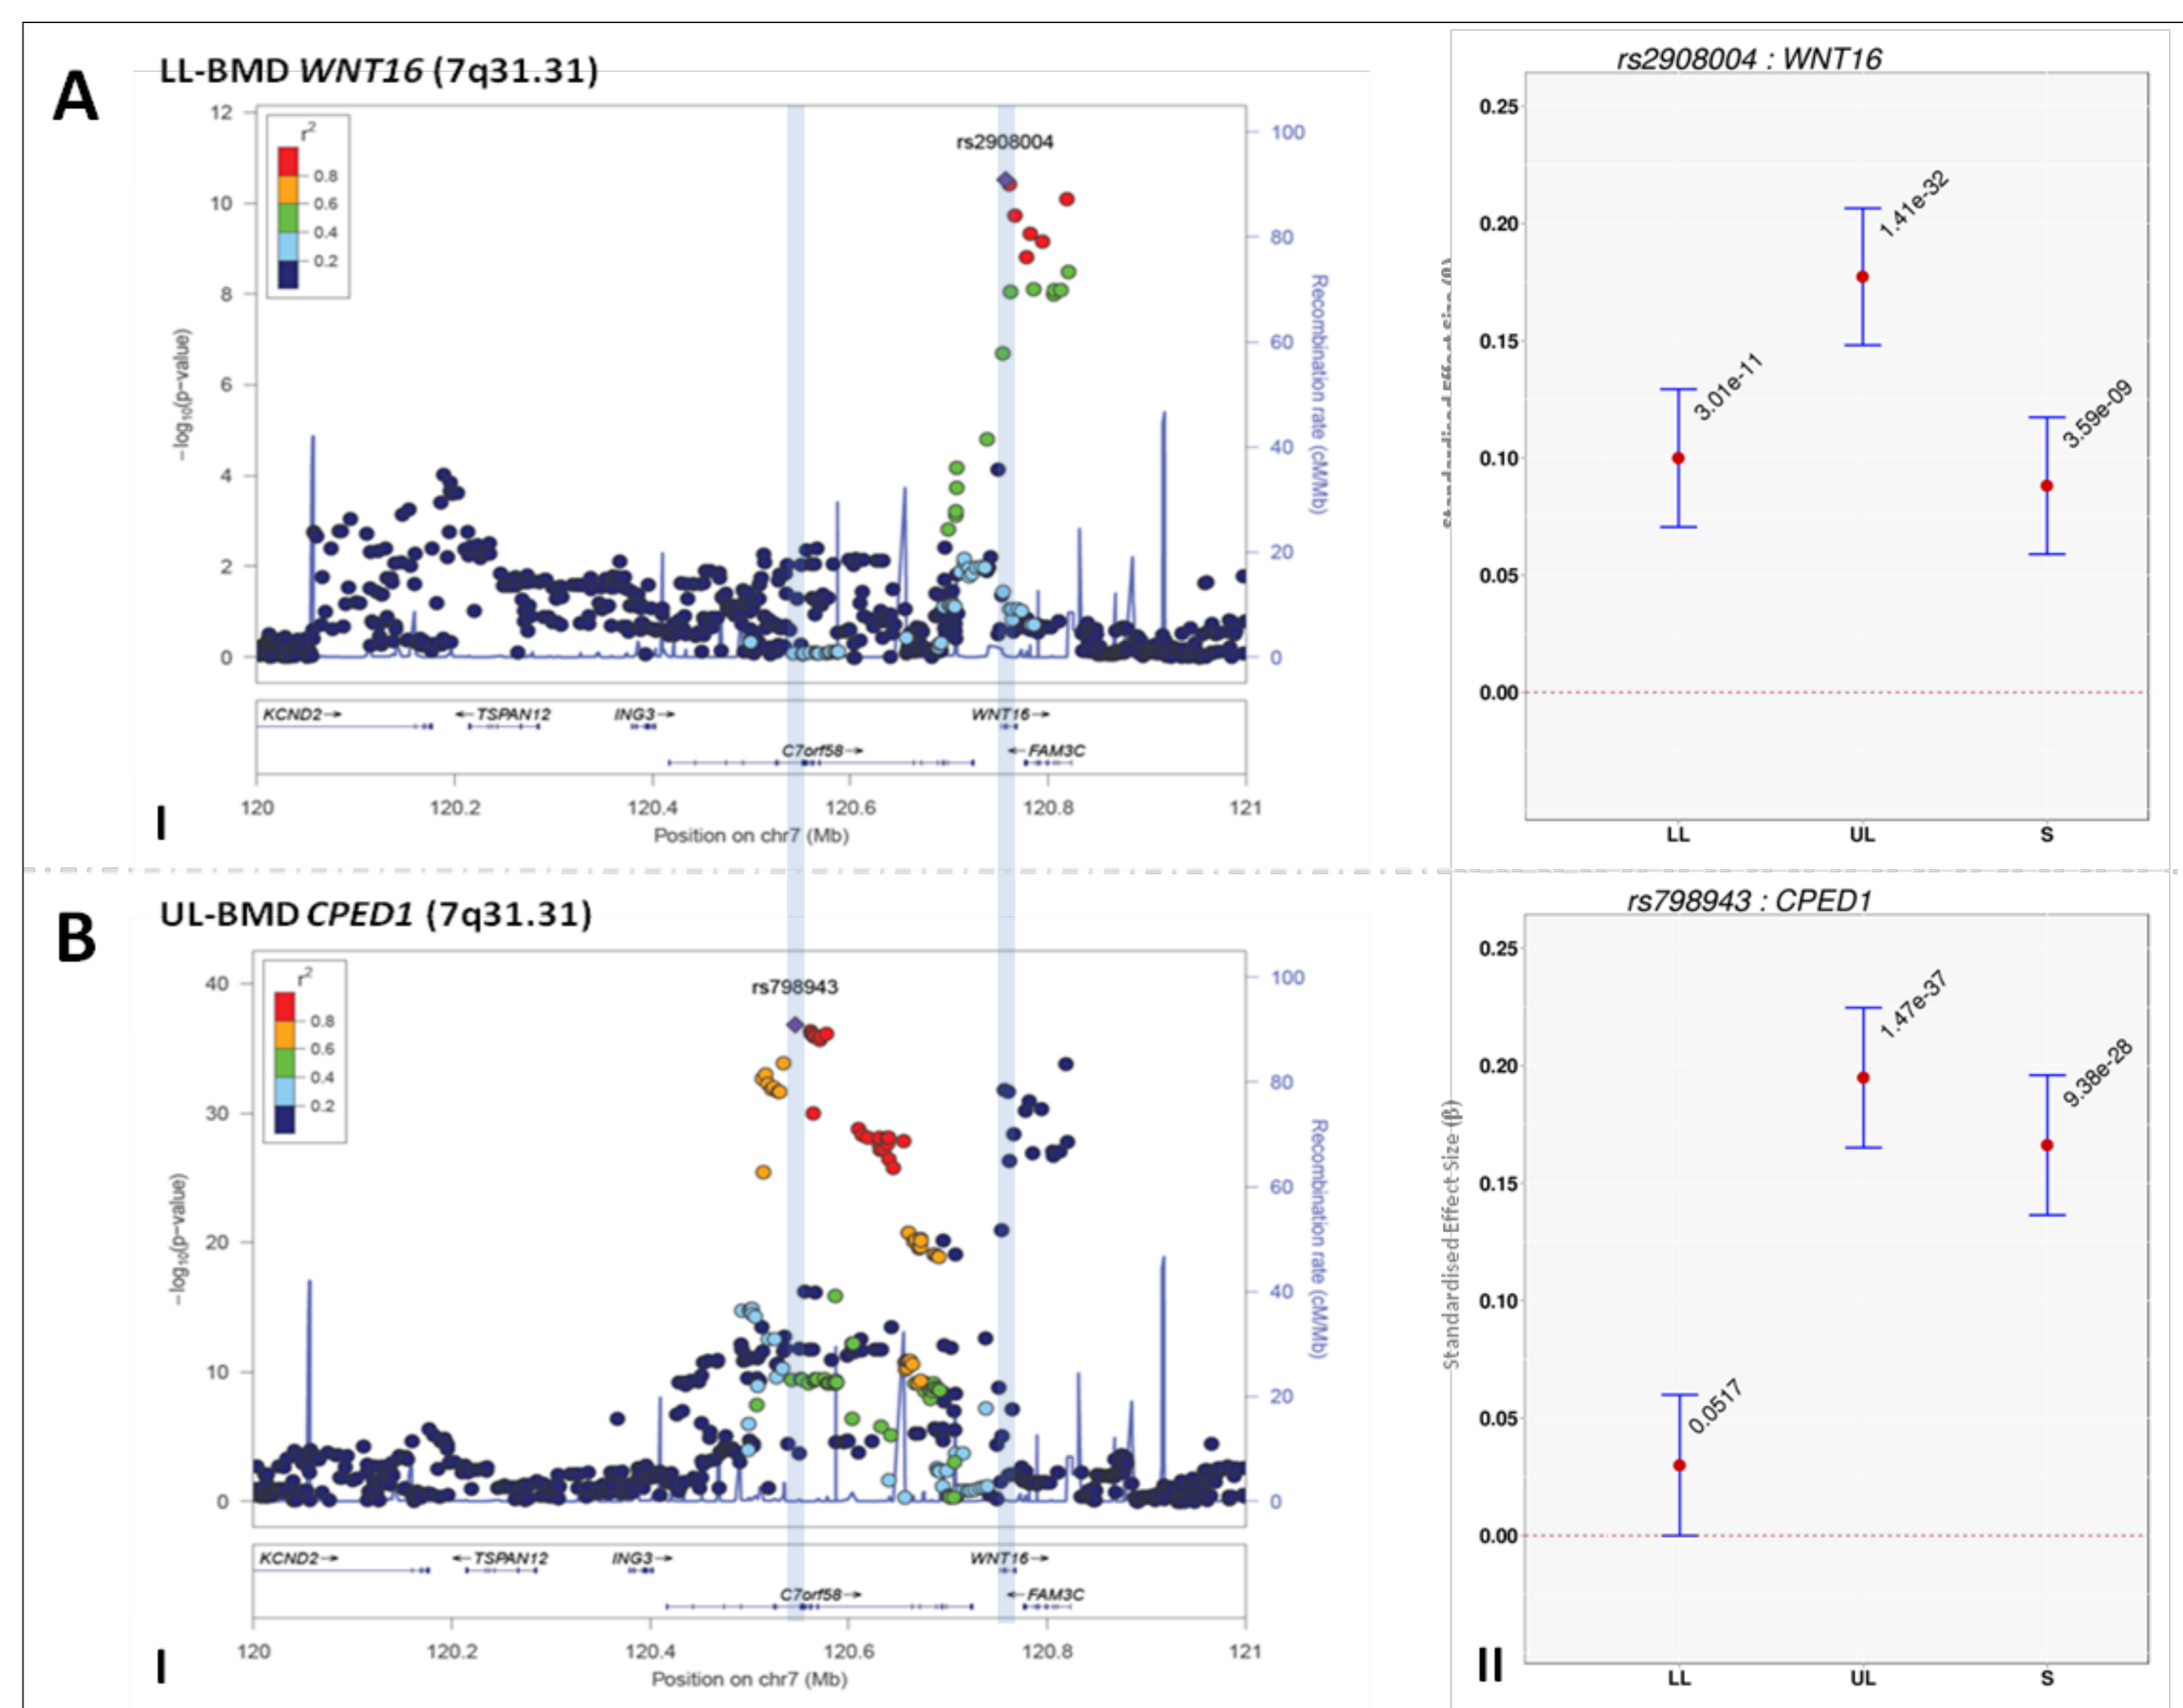 A
LL-BMD WNT16 (7q31.31)
12
10
8
6
4
2
0
−log10(p−value)
r2
0.8
0.6
0.4
0.2
rs2908004
100
80
60
40
20
0
Recombination rate (cM/Mb)
KCND2→
←TSPAN12
ING3→
WNT16→
C7orf58→
←FAM3C
120
120.2
120.4
120.6
120.8
121
Position on chr7 (Mb)
I
rs2908004 : WNT16
0.25
0.20
0.15
0.10
0.05
0.00
3.01e-11
1.41e-32
3.59e-09
LL
UL
S
B
UL-BMD CPED1 (7q31.31)
40
30
20
10
0
−log10(p−value)
r2
0.8
0.6
0.4
0.2
rs798943
100
80
60
40
20
0
Recombination rate (cM/Mb)
KCND2→
←TSPAN12
ING3→
WNT16→
C7orf58→
←FAM3C
120
120.2
120.4
120.6
120.8
121
Position on chr7 (Mb)
I
rs798943 : CPED1
Standardised Effect Size (β)
0.25
0.20
0.15
0.10
0.05
0.00
0.0517
1.47e-37
9.38e-28
LL
UL
S
II